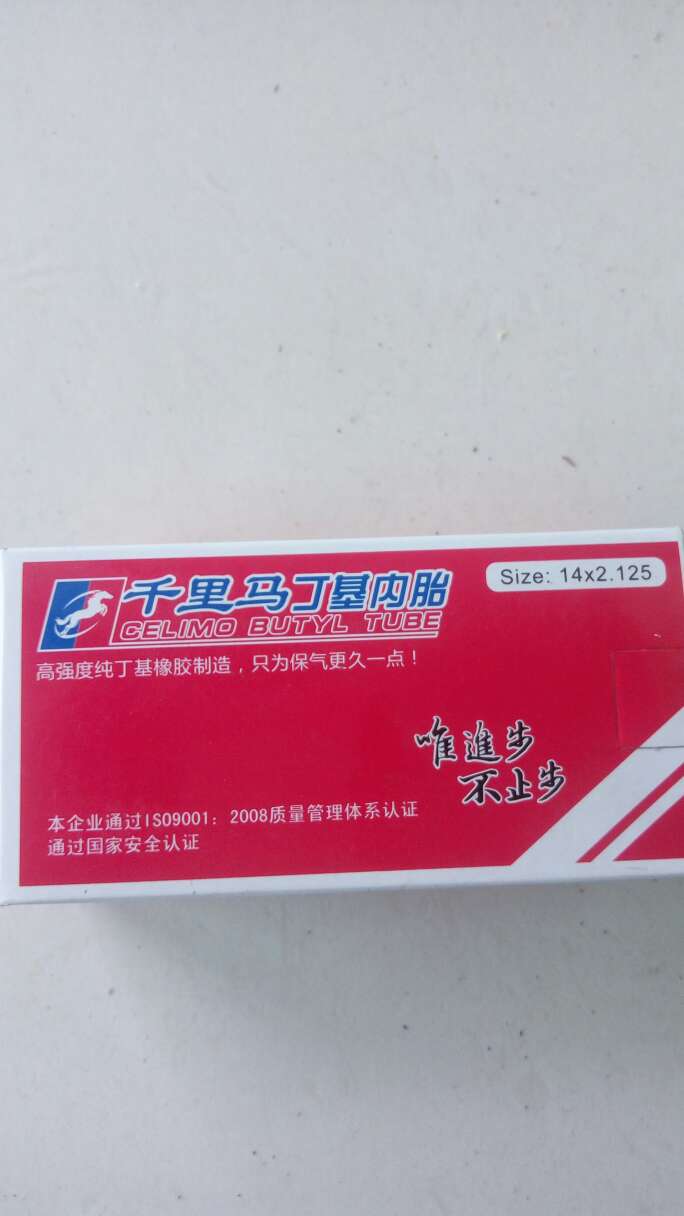 千里马丁基内胎
CELIMO BUTYL TUBE
Size: 14x2.125
高强度纯丁基橡胶制造，只为保气更久一点！
唯進步
不止步
本企业通过ISO9001：2008质量管理体系认证
通过国家安全认证